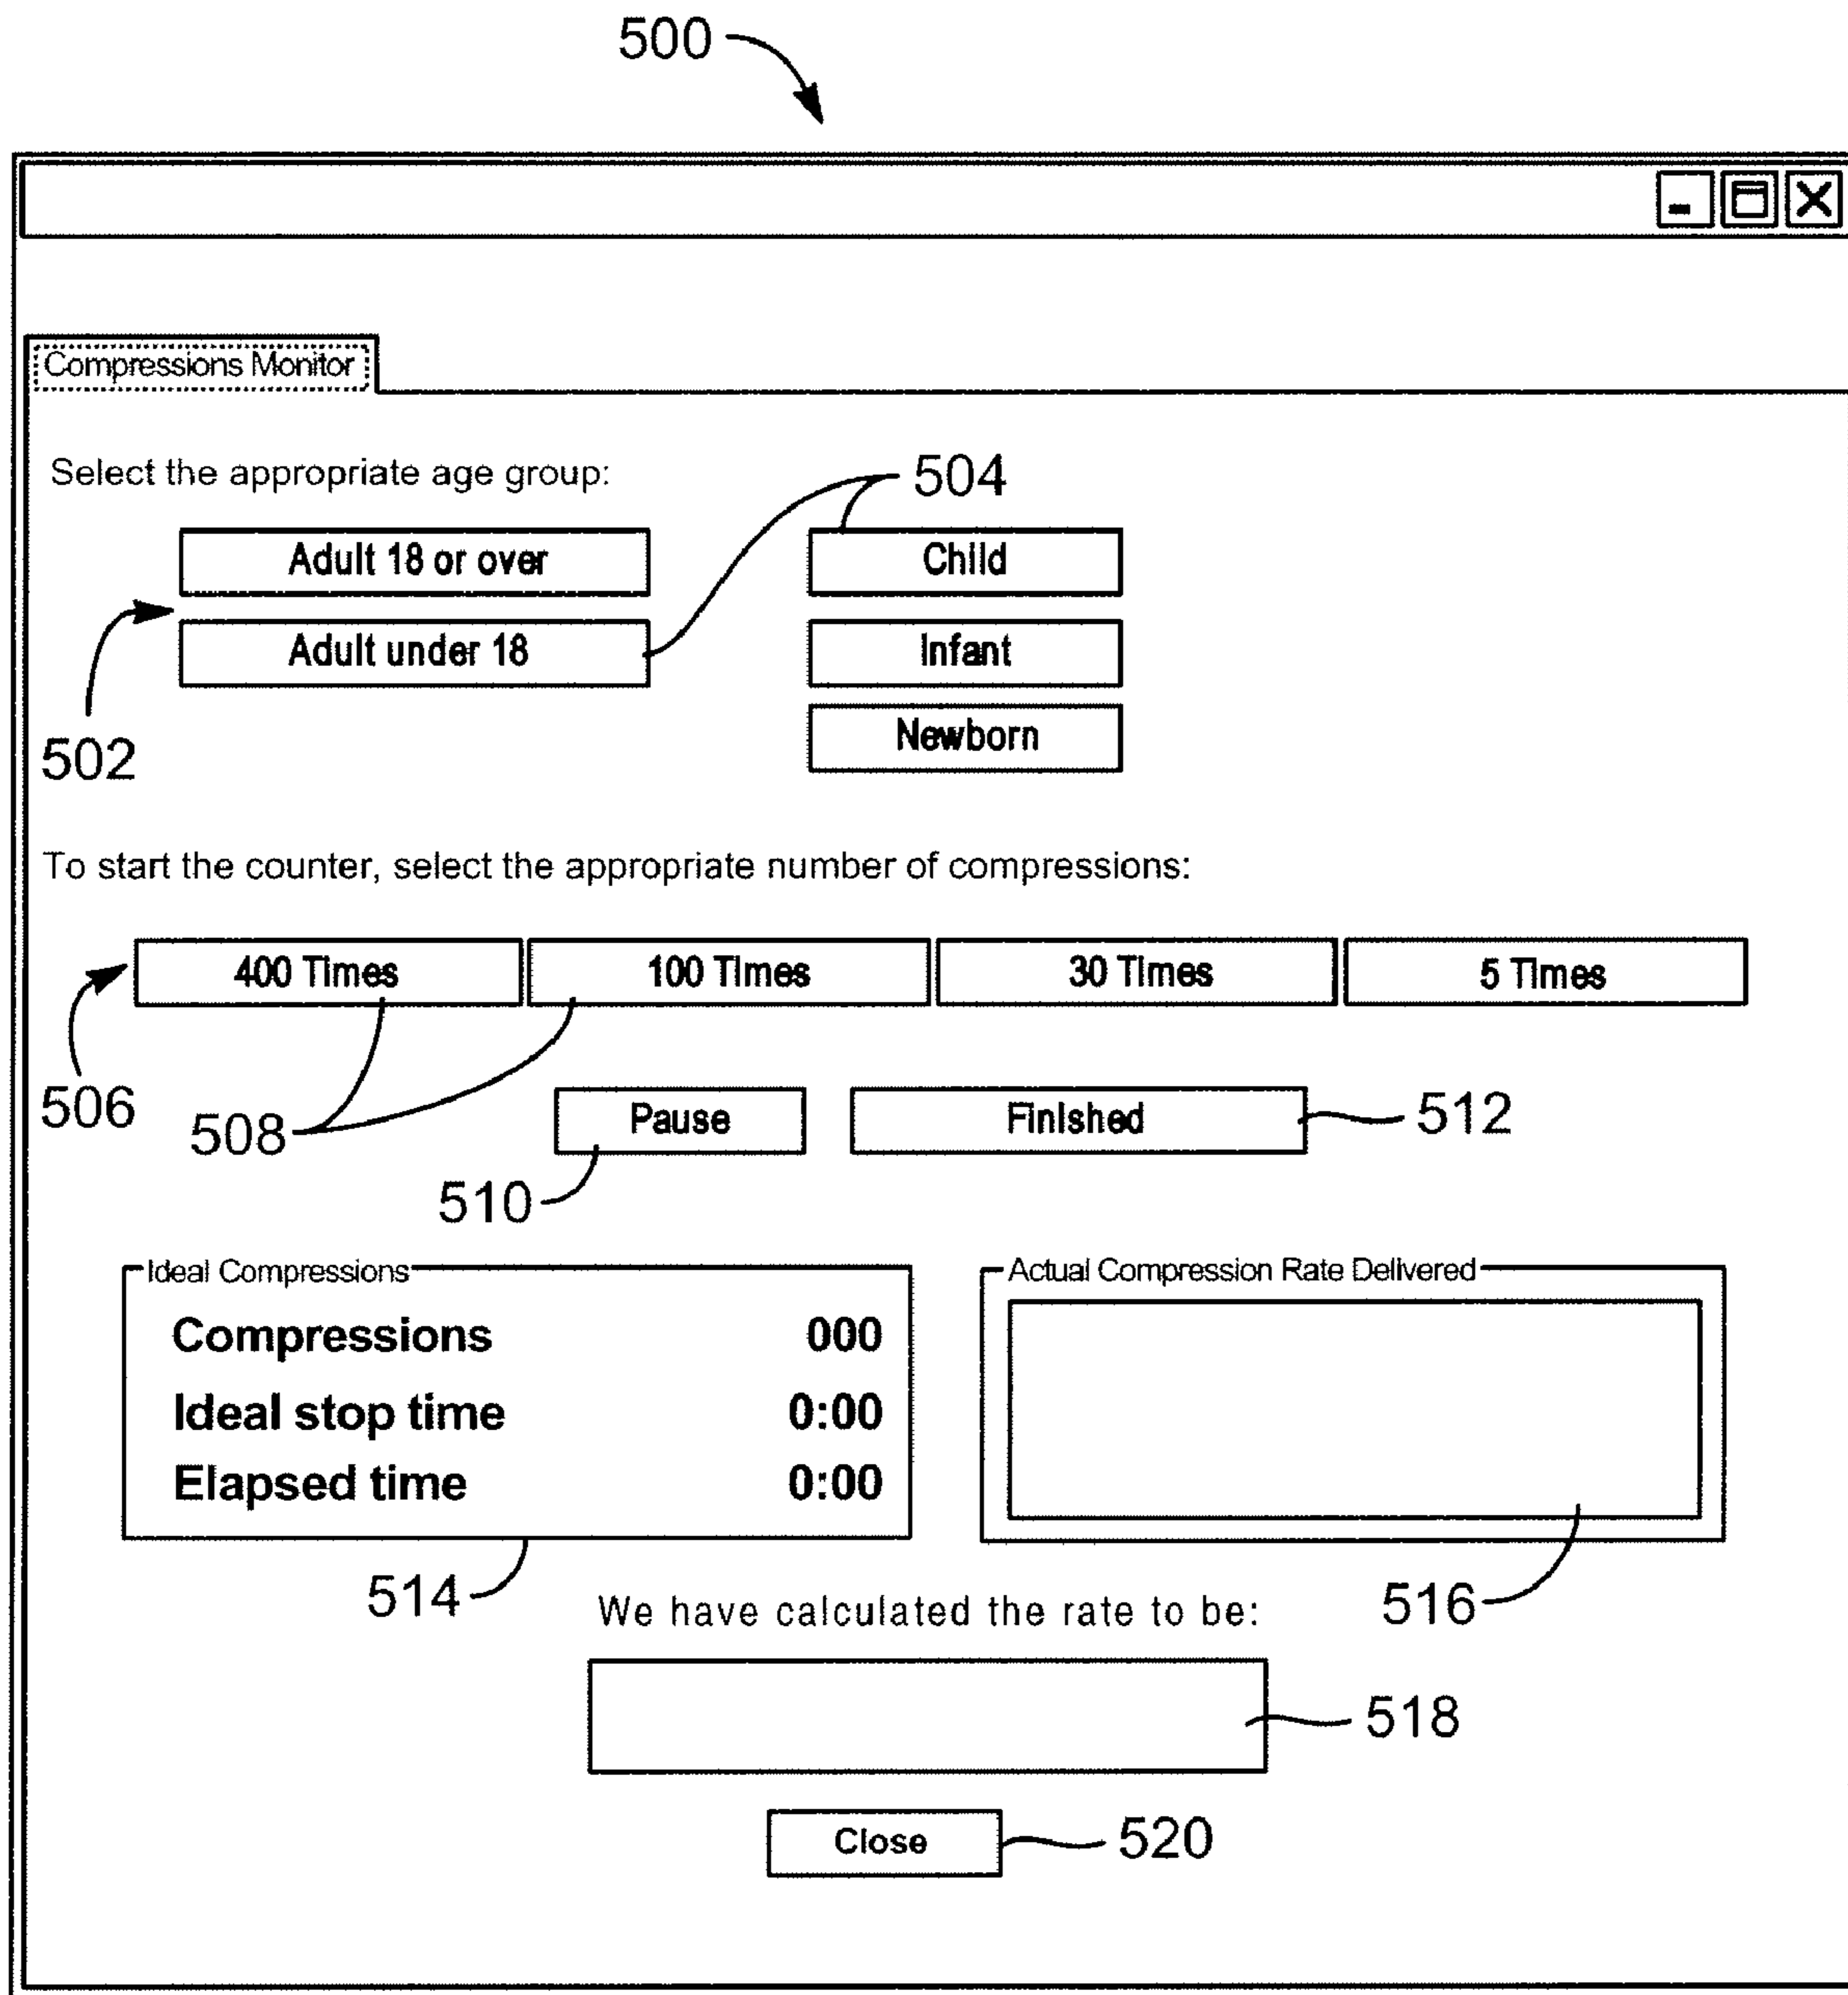 500
Compressions Monitor
Select the appropriate age group:
504
Adult 18 or over
Child
Adult under 18
Infant
502
Newborn
To start the counter, select the appropriate number of compressions:
400 Times 100 Times 30 Times 5 Times
506
508
Pause
Finished
512
510
Ideal Compressions
Compressions 000
Ideal stop time 0:00
Elapsed time 0:00
514
Actual Compression Rate Delivered
516
We have calculated the rate to be:
518
Close
520